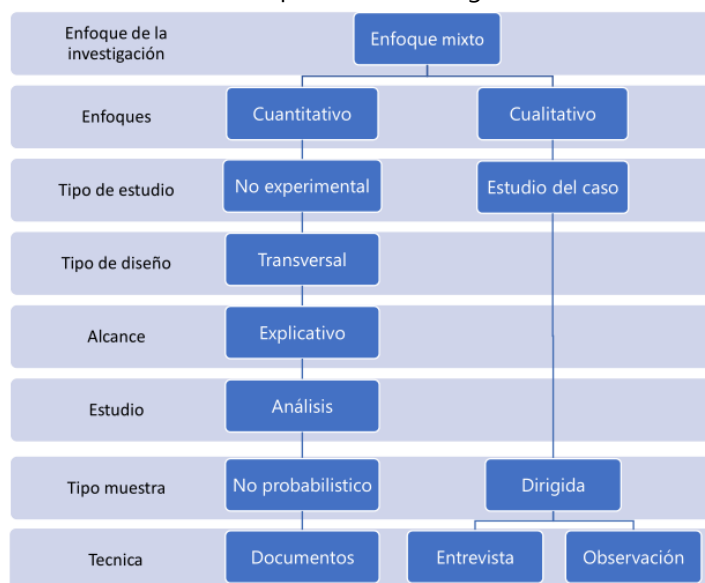 Enfoque de la
investigación
Enfoque mixto
Enfoques
Cuantitativo
Cualitativo
Tipo de estudio
No experimental
Estudio del caso
Tipo de diseño
Transversal
Alcance
Explicativo
Estudio
Análisis
Tipo muestra
No probabilistico
Dirigida
Tecnica
Documentos
Entrevista
Observación